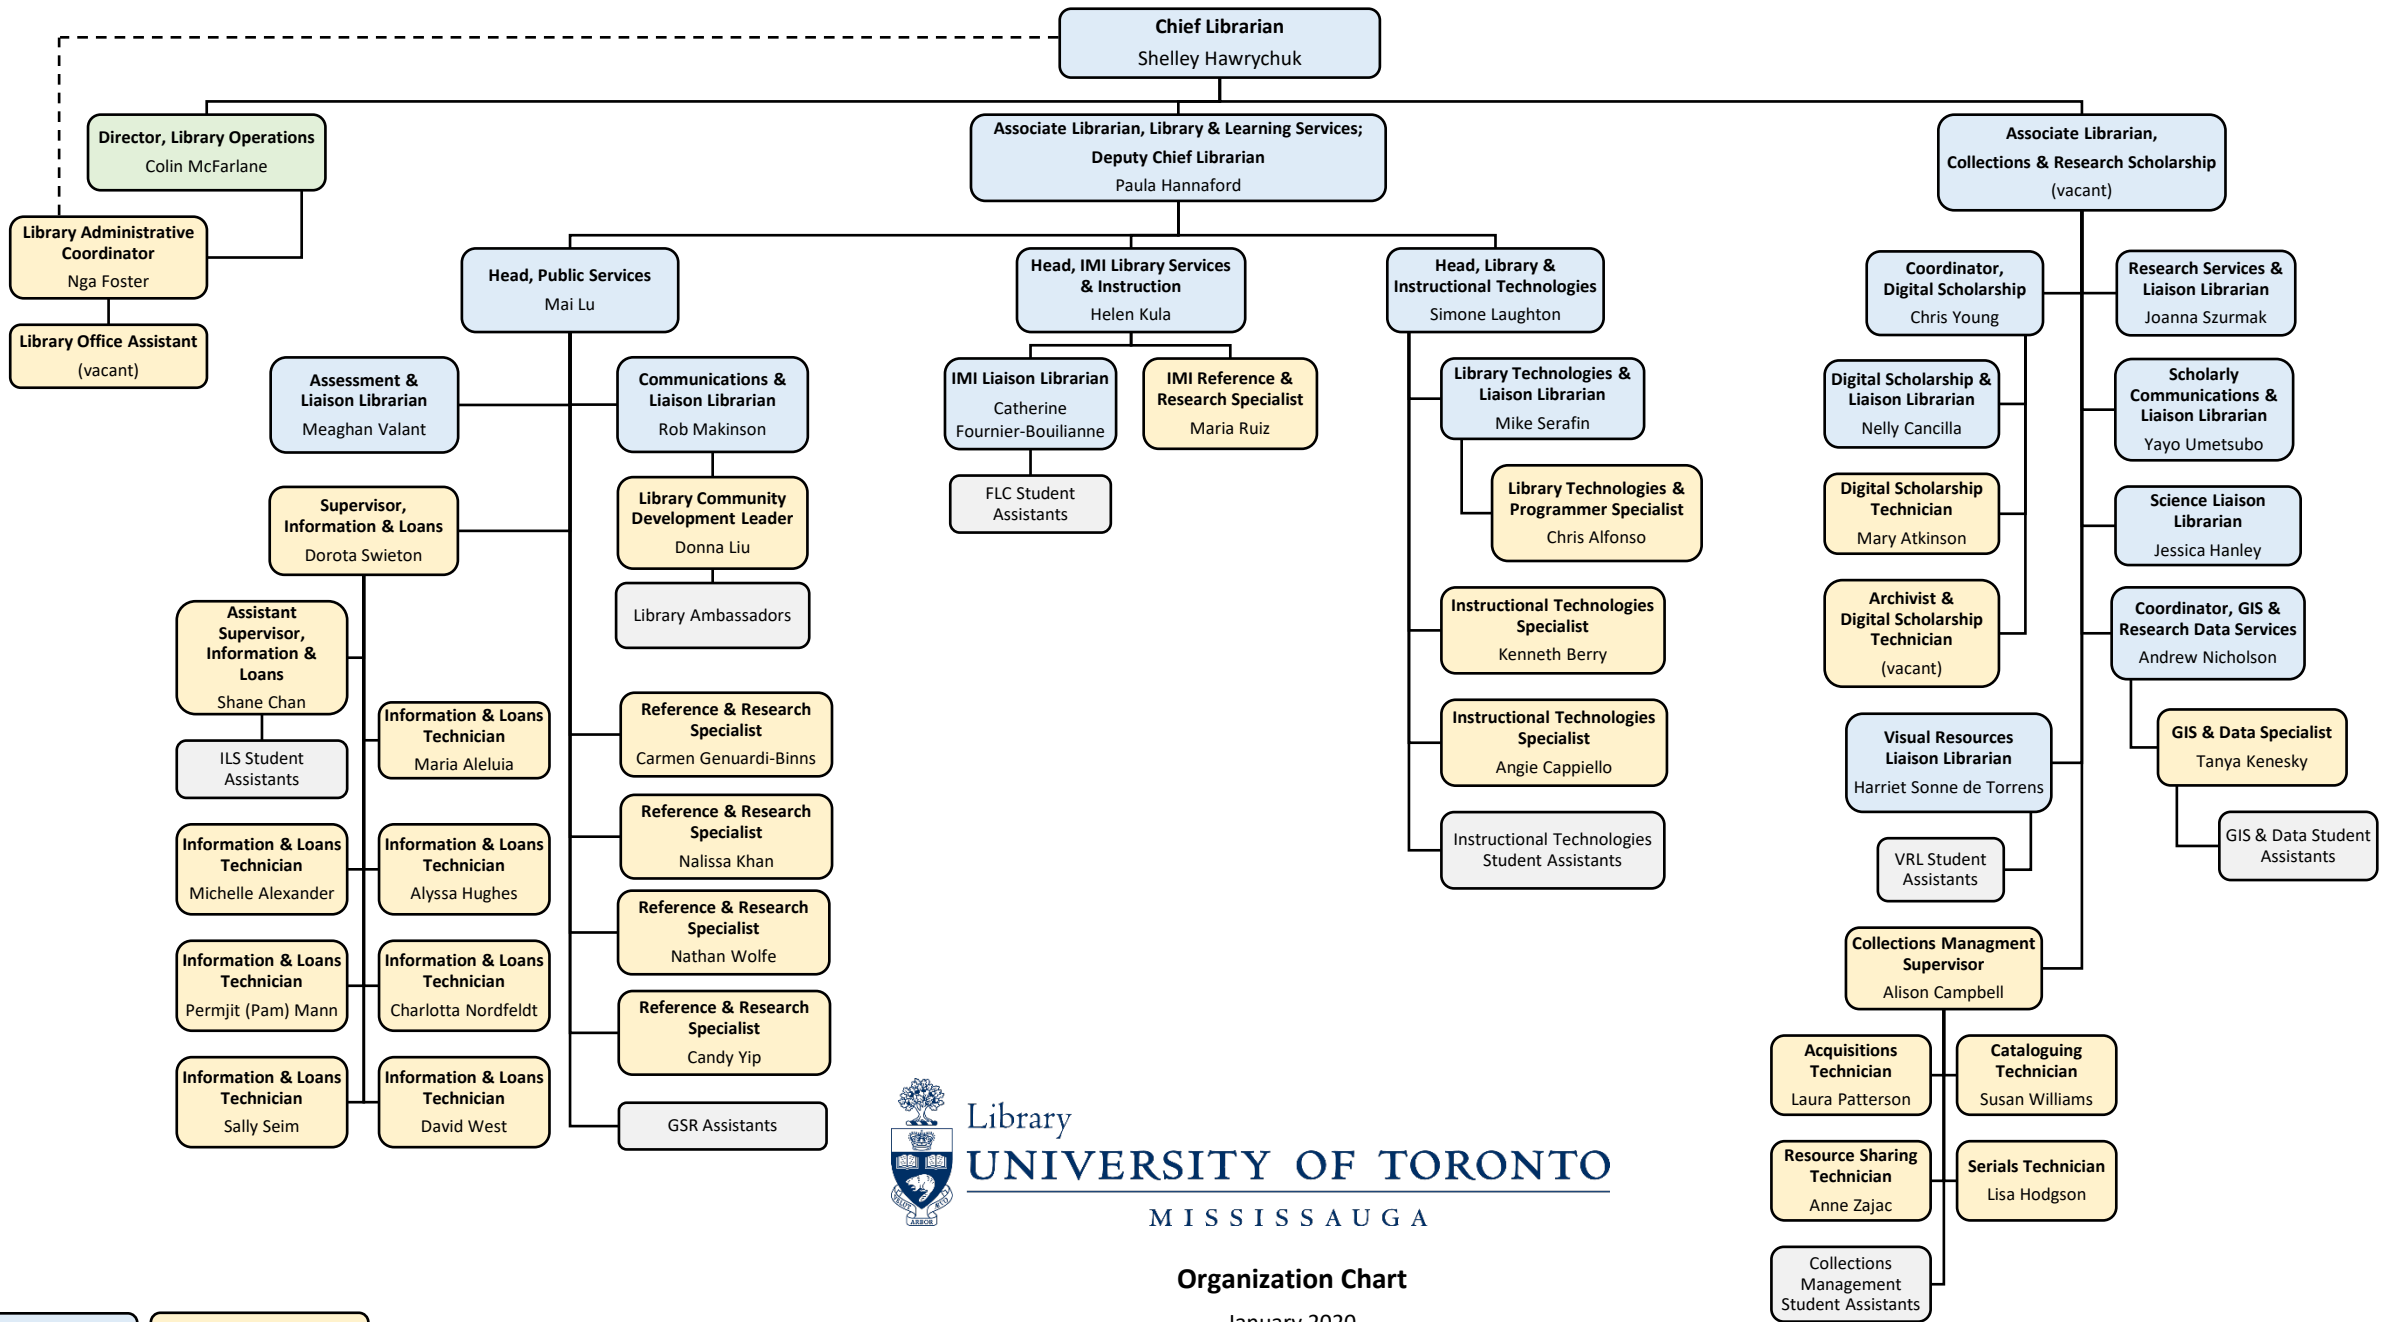 Chief Librarian
Shelley Hawrychuk
Director, Library Operations
Colin McFarlane
Associate Librarian, Library & Learning Services;
Deputy Chief Librarian
Paula Hannaford
Associate Librarian,
Collections & Research Scholarship
(vacant)
Library Administrative
Coordinator
Nga Foster
Library Office Assistant
(vacant)
Head, Public Services
Mai Lu
Head, IMI Library Services
& Instruction
Helen Kula
Head, Library &
Instructional Technologies
Simone Laughton
Assessment &
Liaison Librarian
Meaghan Valant
Communications &
Liaison Librarian
Rob Makinson
Supervisor,
Information & Loans
Dorota Swieton
Library Community
Development Leader
Donna Liu
Library Ambassadors
Assistant
Supervisor,
Information &
Loans
Shane Chan
ILS Student
Assistants
Information & Loans
Technician
Maria Aleluia
Information & Loans
Technician
Michelle Alexander
Information & Loans
Technician
Alyssa Hughes
Information & Loans
Technician
Permjit (Pam) Mann
Information & Loans
Technician
Charlotta Nordfeldt
Information & Loans
Technician
Sally Seim
Information & Loans
Technician
David West
Reference & Research
Specialist
Carmen Genuardi-Binns
Reference & Research
Specialist
Nalissa Khan
Reference & Research
Specialist
Nathan Wolfe
Reference & Research
Specialist
Candy Yip
GSR Assistants
IMI Liaison Librarian
Catherine
Fournier-Bouilianne
FLC Student
Assistants
IMI Reference &
Research Specialist
Maria Ruiz
Library Technologies &
Liaison Librarian
Mike Serafin
Library Technologies &
Programmer Specialist
Chris Alfonso
Instructional Technologies
Specialist
Kenneth Berry
Instructional Technologies
Specialist
Angie Cappiello
Instructional Technologies
Student Assistants
Coordinator,
Digital Scholarship
Chris Young
Digital Scholarship &
Liaison Librarian
Nelly Cancilla
Digital Scholarship
Technician
Mary Atkinson
Archivist &
Digital Scholarship
Technician
(vacant)
Visual Resources
Liaison Librarian
Harriet Sonne de Torrens
VRL Student
Assistants
Research Services &
Liaison Librarian
Joanna Szurmak
Scholarly
Communications &
Liaison Librarian
Yayo Umetsubo
Science Liaison
Librarian
Jessica Hanley
Coordinator, GIS &
Research Data Services
Andrew Nicholson
GIS & Data Specialist
Tanya Kenesky
GIS & Data Student
Assistants
Collections Managment
Supervisor
Alison Campbell
Acquisitions
Technician
Laura Patterson
Cataloguing
Technician
Susan Williams
Resource Sharing
Technician
Anne Zajac
Serials Technician
Lisa Hodgson
Collections
Management
Student Assistants
Library
UNIVERSITY OF TORONTO
MISSISSAUGA
ARBOR
Organization Chart
January 2020